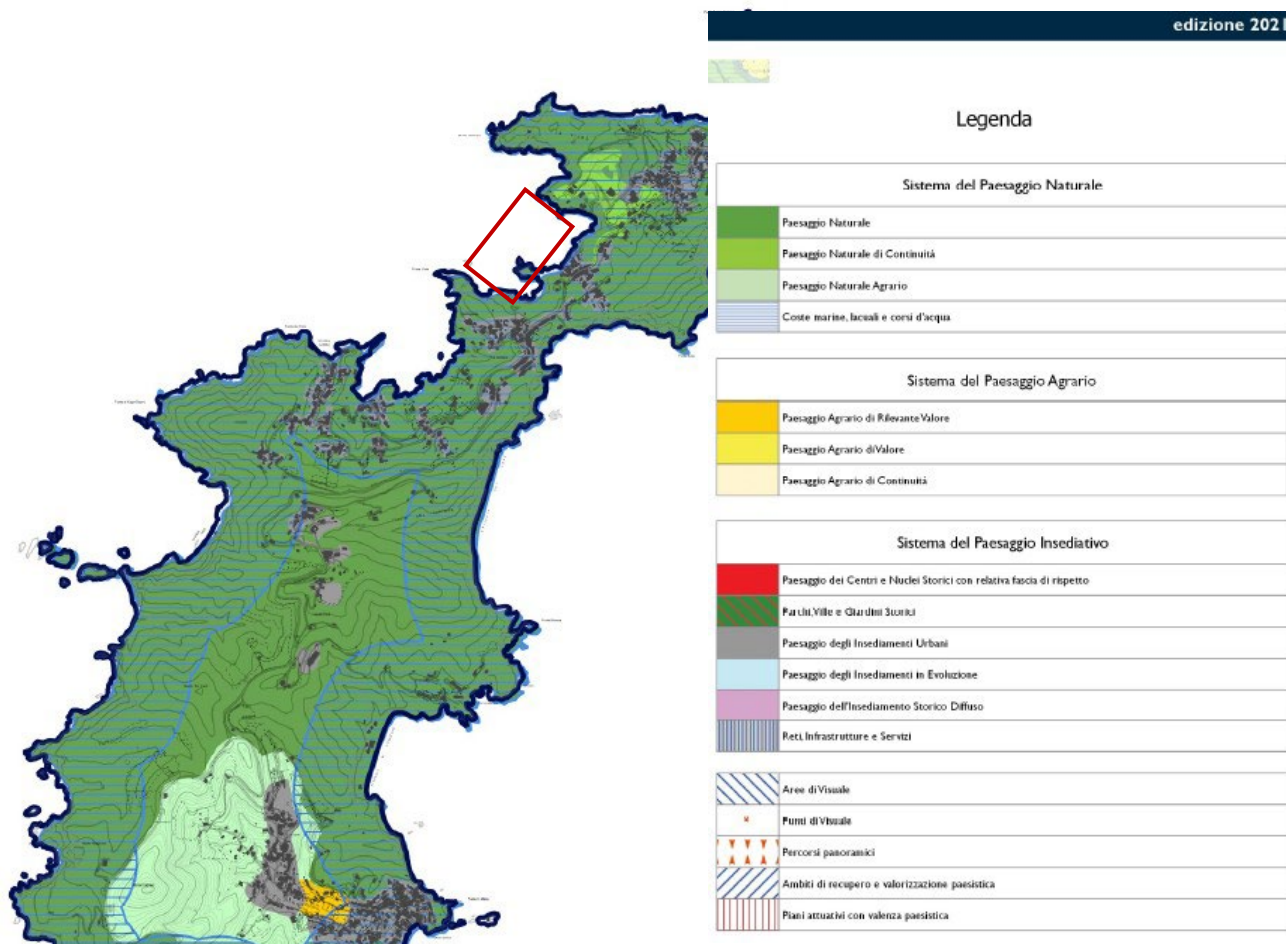 edizione 2021
Legenda
Sistema del Paesaggio Naturale
Paesaggio Naturale
Paesaggio Naturale di Continuità
Paesaggio Naturale Agrario
Coste marine, lacuali e corsi d'acqua
Sistema del Paesaggio Agrario
Paesaggio Agrario di Rilevante Valore
Paesaggio Agrario di Valore
Paesaggio Agrario di Continuità
Sistema del Paesaggio Insediativo
Paesaggio dei Centri e Nuclei Storici con relativa fascia di rispetto
Parchi, Ville e Giardini Storici
Paesaggio degli Insediamenti Urbani
Paesaggio degli Insediamenti in Evoluzione
Paesaggio dell'Insediamento Storico Diffuso
Reti, Infrastrutture e Servizi
Aree di Visuale
Punti di Visuale
Percorsi panoramici
Ambiti di recupero e valorizzazione paesistica
Piani attuativi con valenza paesistica